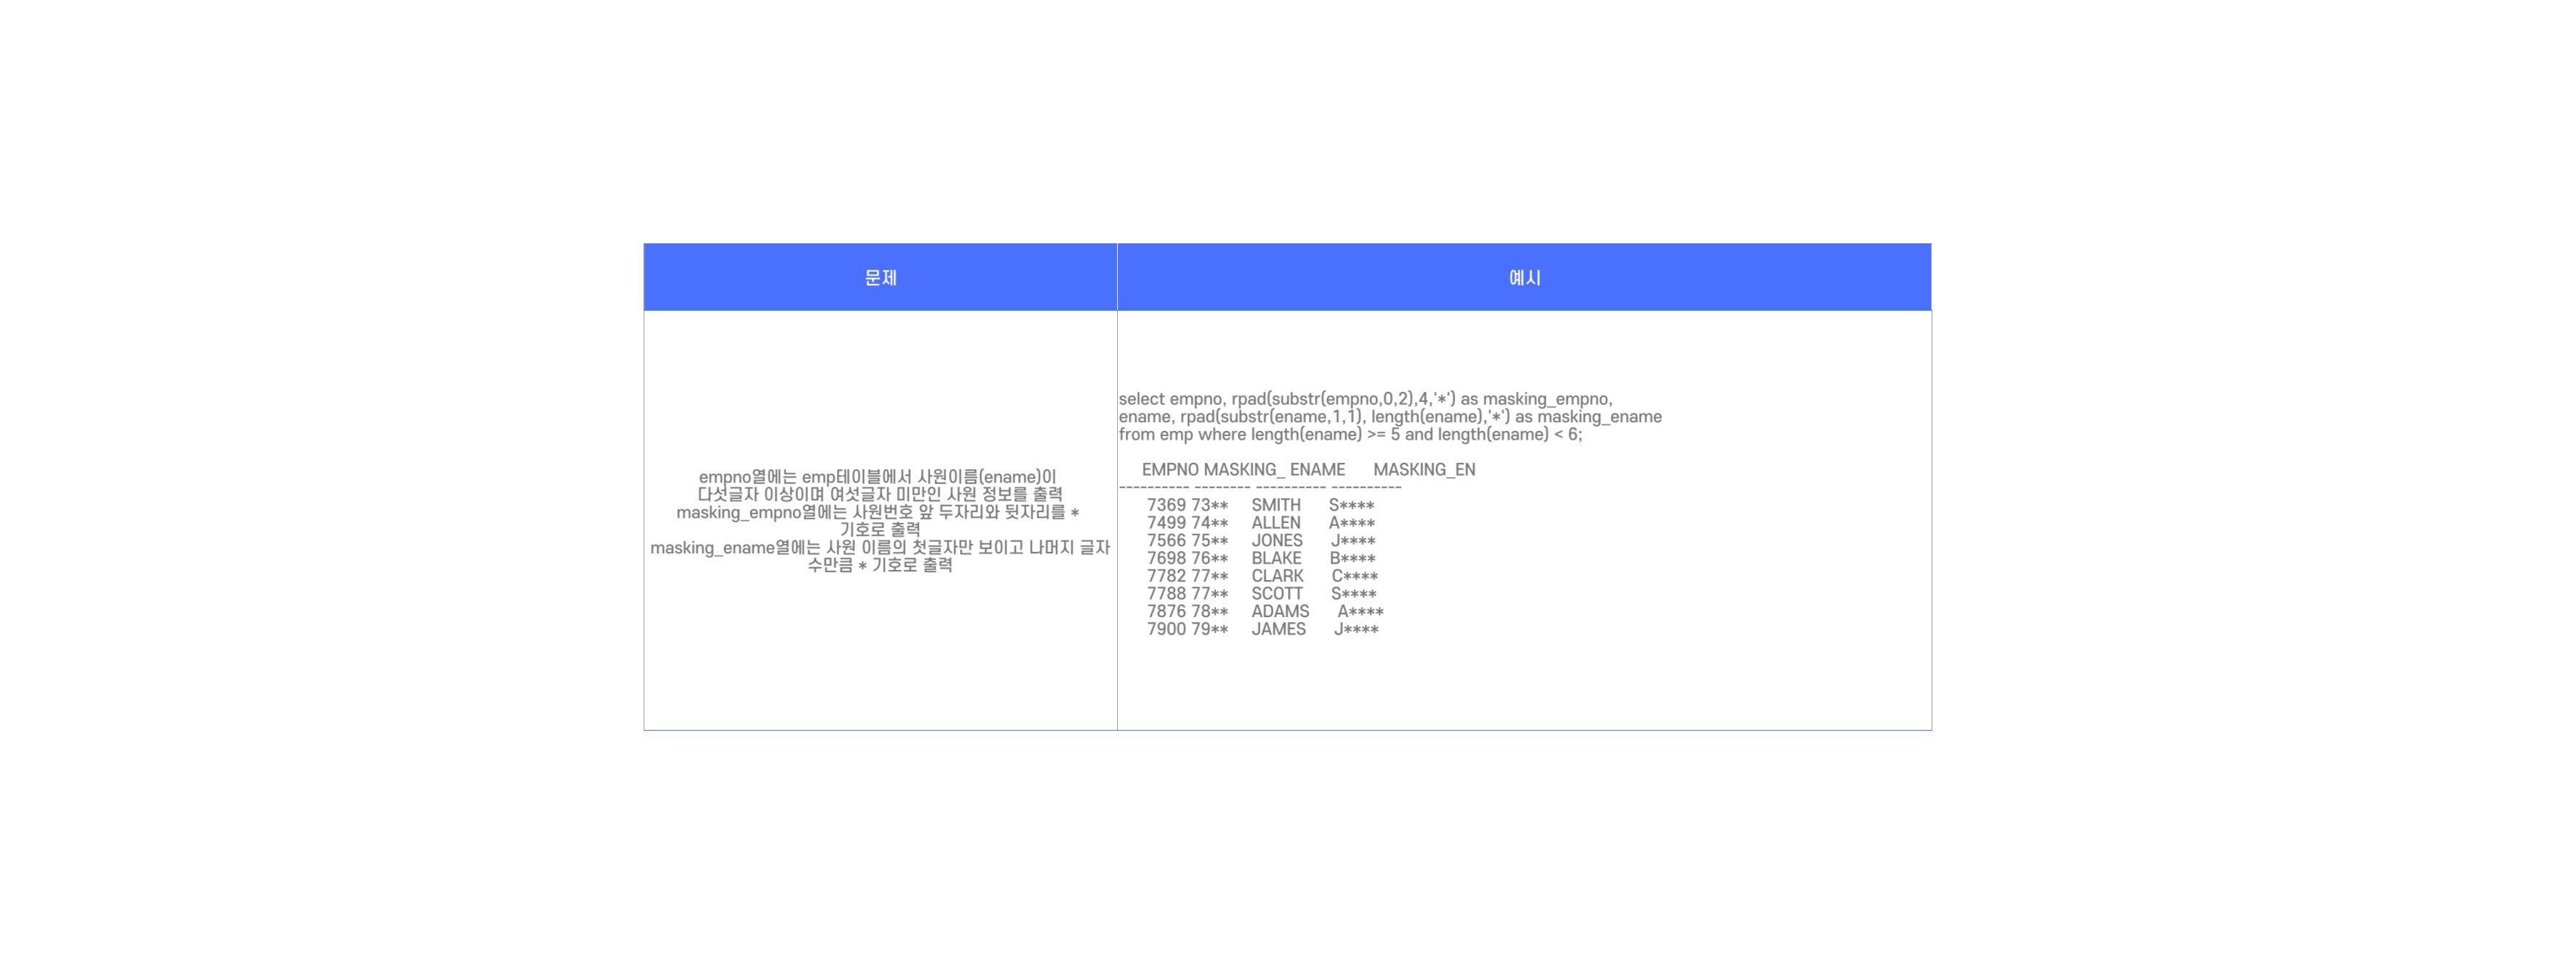 문제
예시
empno열에는 emp테이블에서 사원이름(ename)이
다섯글자 이상이며 여섯글자 미만인 사원 정보를 출력
masking_empno열에는 사원번호 앞 두자리와 뒷자리를 *
기호로 출력
masking_ename열에는 사원 이름의 첫글자만 보이고 나머지 글자
수만큼 * 기호로 출력
select empno, rpad(substr(empno,0,2),4,'*') as masking_empno,
ename, rpad(substr(ename,1,1), length(ename),'*') as masking_ename
from emp where length(ename) >= 5 and length(ename) < 6;
EMPNO MASKING_ ENAME MASKING_EN
---------- -------- ---------- ----------
7369 73** SMITH S****
7499 74** ALLEN A****
7566 75** JONES J****
7698 76** BLAKE B****
7782 77** CLARK C****
7788 77** SCOTT S****
7876 78** ADAMS A****
7900 79** JAMES J****